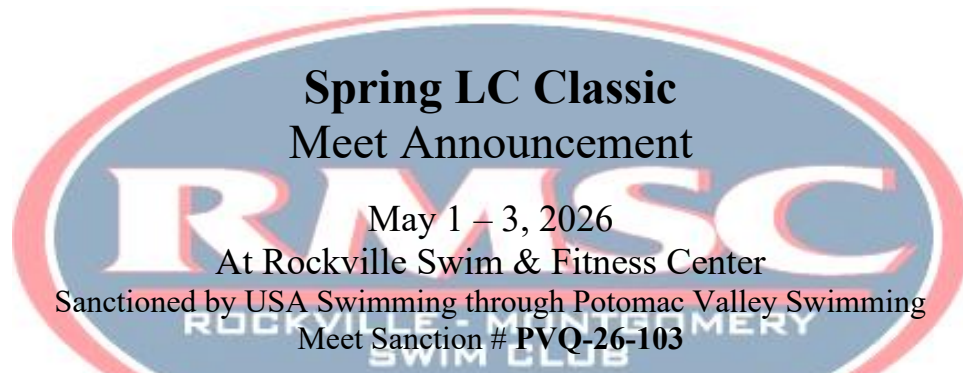 Spring LC Classic
Meet Announcement
RMSC
May 1 – 3, 2026
At Rockville Swim & Fitness Center
Sanctioned by USA Swimming through Potomac Valley Swimming
ROCKVILLE - MONTGOMERY
Meet Sanction # PVQ-26-103
SWIM CLUB